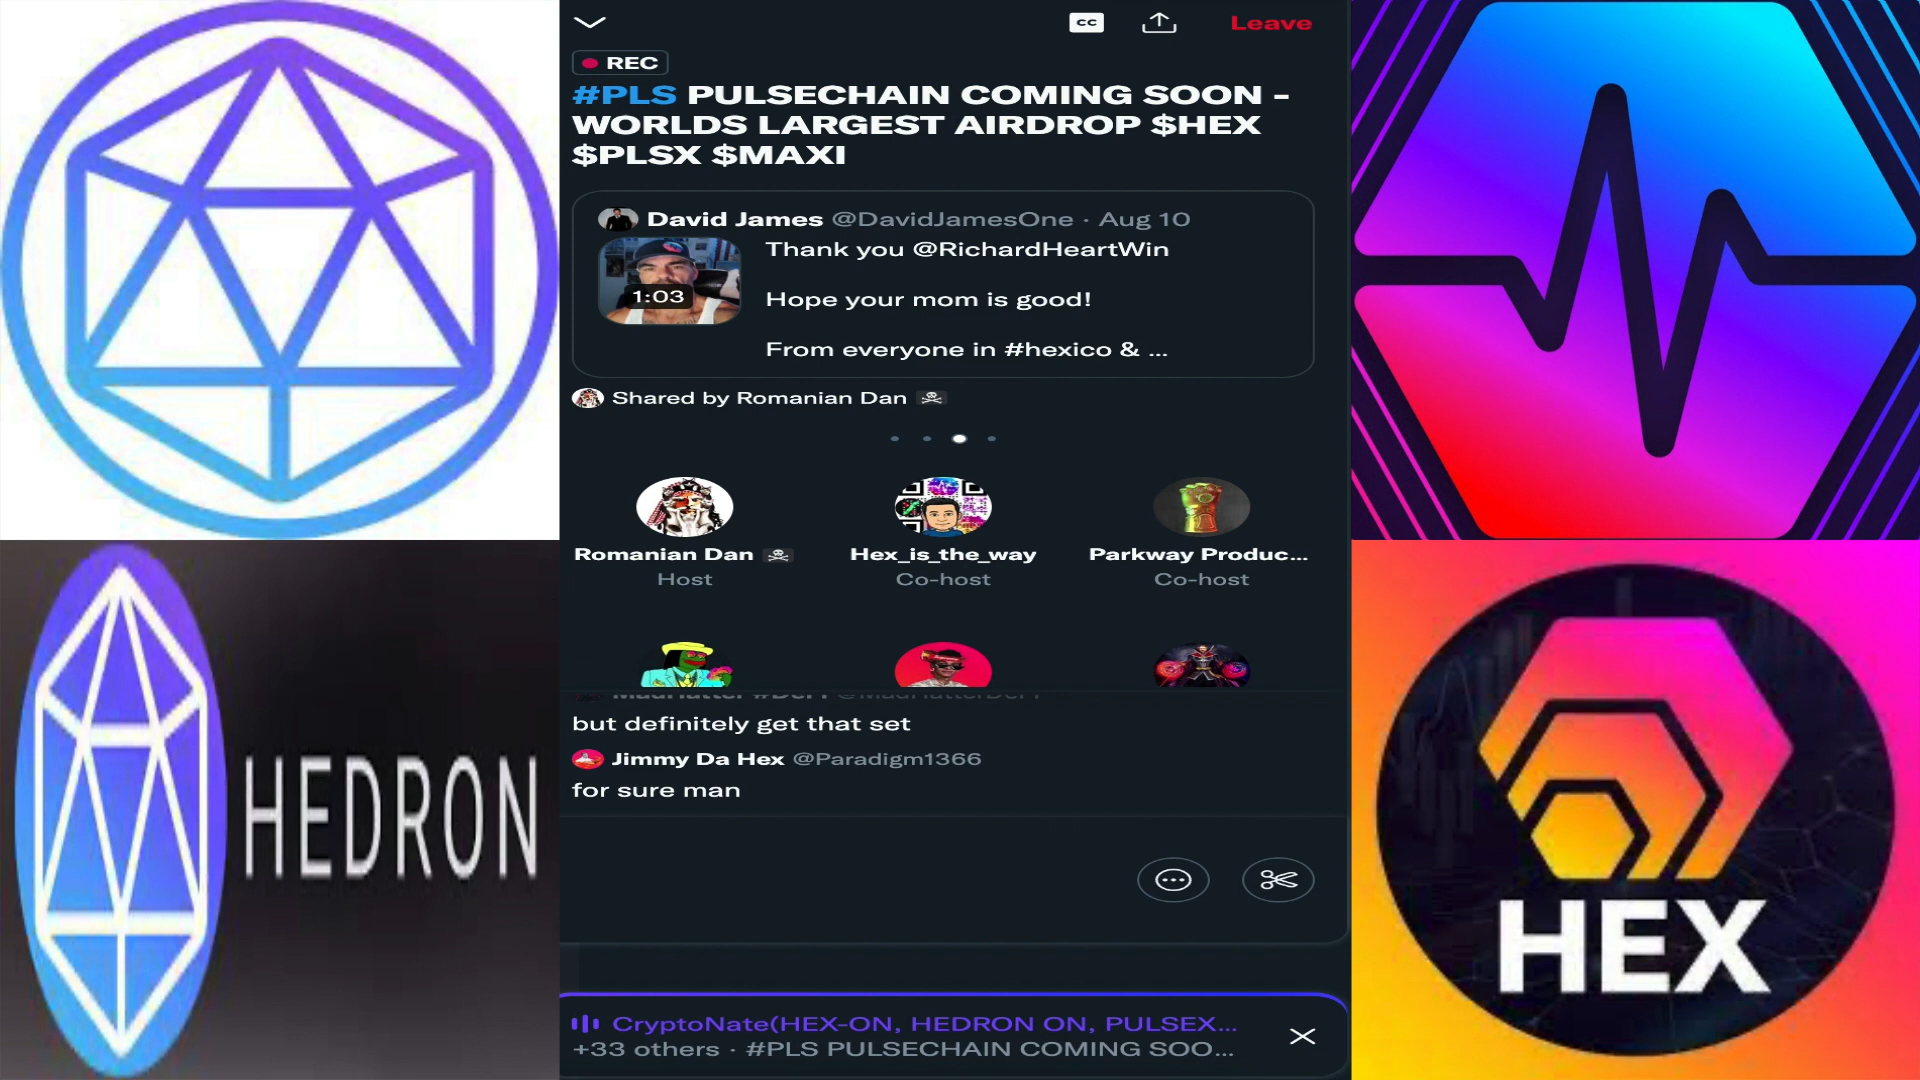 CC
Leave
REC
#PLS PULSECHAIN COMING SOON -
WORLDS LARGEST AIRDROP $HEX
$PLSX $MAXI
David James @DavidJamesOne · Aug 10
Thank you @RichardHeartWin
1:03
Hope your mom is good!
From everyone in #hexico & ...
Shared by Romanian Dan ☠
Romanian Dan ☠
Host
Hex_is_the_way
Co-host
Parkway Produc...
Co-host
MadHatter #DeFi @MadHatterDeFi
but definitely get that set
Jimmy Da Hex @Paradigm1366
for sure man
CryptoNate(HEX-ON, HEDRON ON, PULSEX...
+33 others · #PLS PULSECHAIN COMING SOO...
HEDRON
HEX